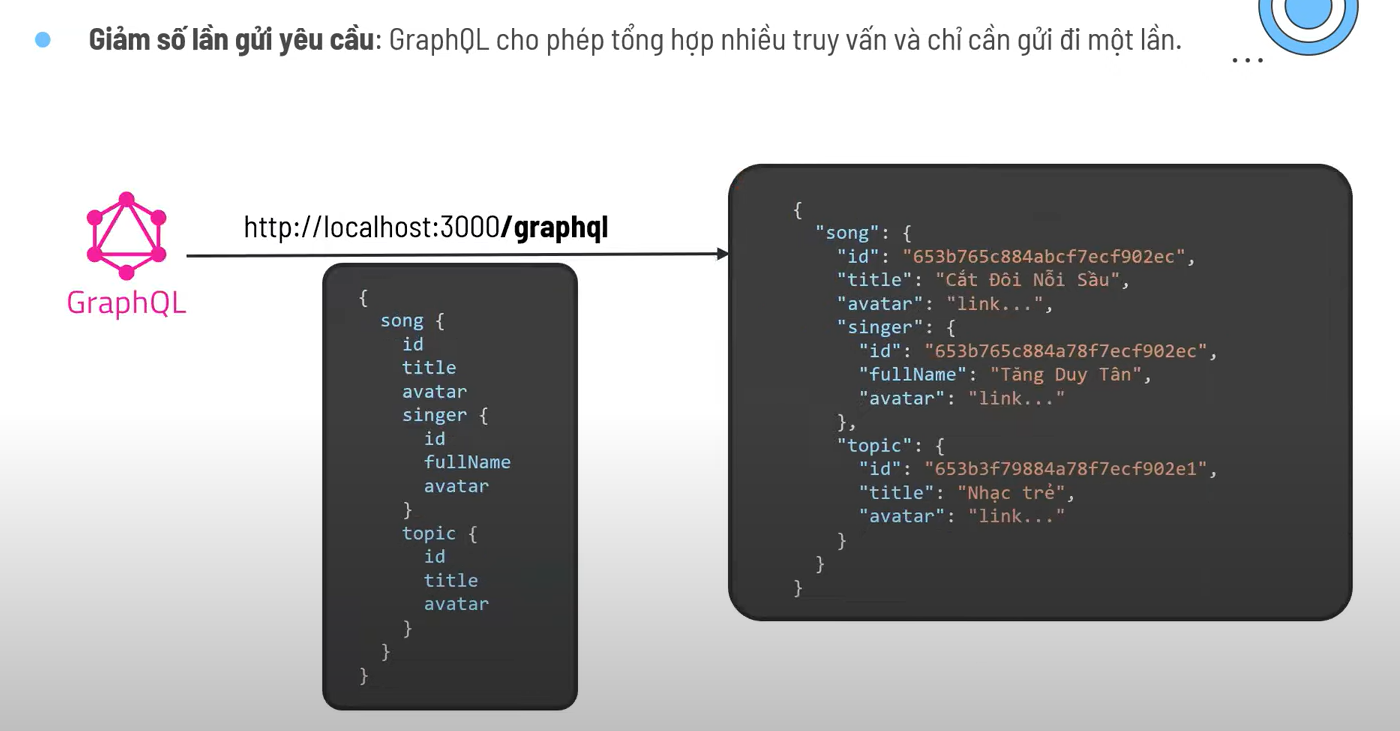 Giảm số lần gửi yêu cầu: GraphQL cho phép tổng hợp nhiều truy vấn và chỉ cần gửi đi một lần.
...
GraphQL
http://localhost:3000/graphql
{
song {
id
title
avatar
singer {
id
fullName
avatar
}
topic {
id
title
avatar
}
}
}
{
"song": {
"id": "653b765c884abcf7ecf902ec",
"title": "Cắt Đôi Nỗi Sầu",
"avatar": "link...",
"singer": {
"id": "653b765c884a78f7ecf902ec",
"fullName": "Tăng Duy Tân",
"avatar": "link..."
},
"topic": {
"id": "653b3f79884a78f7ecf902e1",
"title": "Nhạc trẻ",
"avatar": "link..."
}
}
}